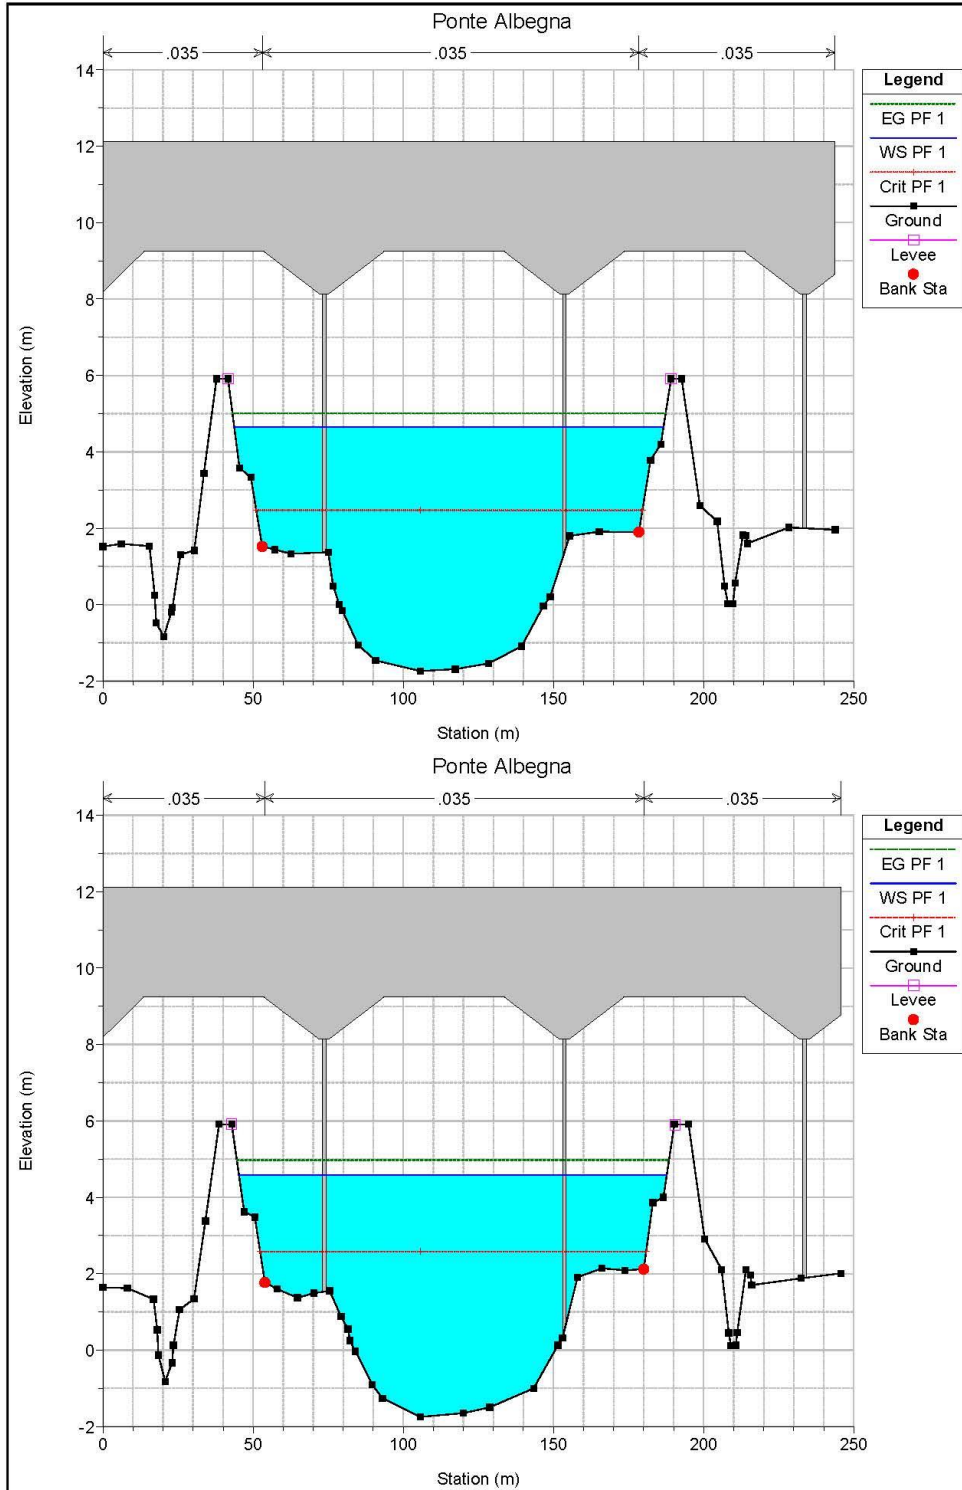 Ponte Albegna
.035 .035 .035
14
12
10
8
6
4
2
0
-2
Elevation (m)
0 50 100 150 200 250
Station (m)
Legend
EG PF 1
WS PF 1
Crit PF 1
Ground
Levee
Bank Sta
Ponte Albegna
.035 .035 .035
14
12
10
8
6
4
2
0
-2
Elevation (m)
0 50 100 150 200 250
Station (m)
Legend
EG PF 1
WS PF 1
Crit PF 1
Ground
Levee
Bank Sta